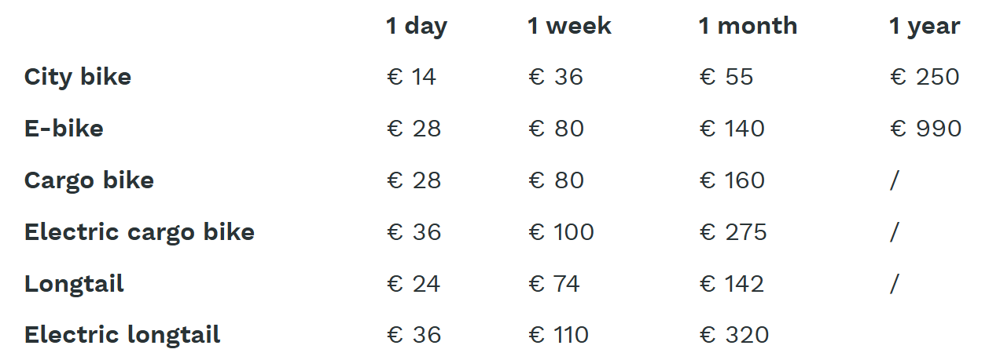 1 day 1 week 1 month 1 year
City bike € 14 € 36 € 55 € 250
E-bike € 28 € 80 € 140 € 990
Cargo bike € 28 € 80 € 160 /
Electric cargo bike € 36 € 100 € 275 /
Longtail € 24 € 74 € 142 /
Electric longtail € 36 € 110 € 320